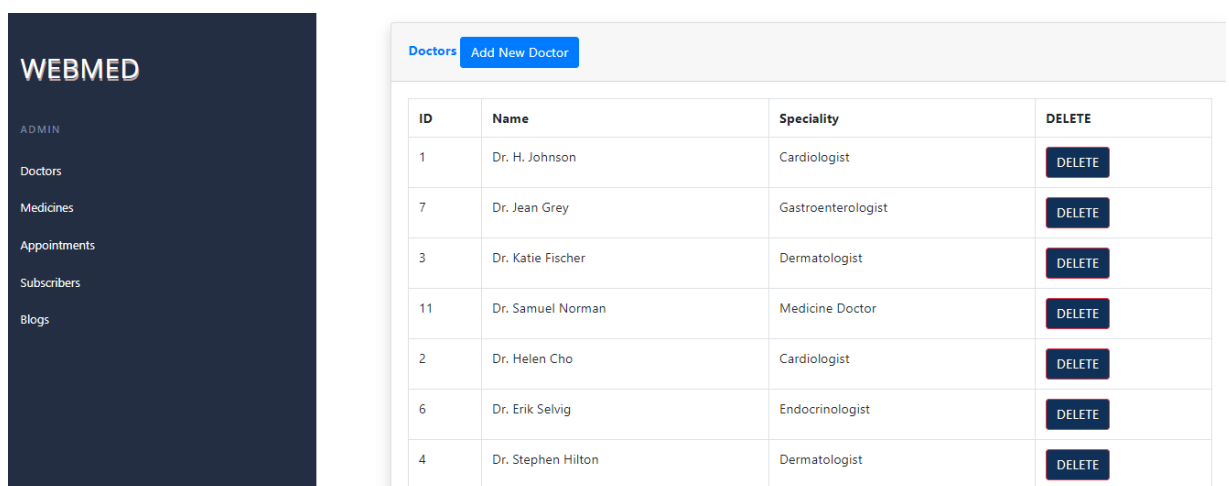 WEBMED
ADMIN
Doctors
Medicines
Appointments
Subscribers
Blogs
Doctors Add New Doctor
ID Name Speciality DELETE
1 Dr. H. Johnson Cardiologist DELETE
7 Dr. Jean Grey Gastroenterologist DELETE
3 Dr. Katie Fischer Dermatologist DELETE
11 Dr. Samuel Norman Medicine Doctor DELETE
2 Dr. Helen Cho Cardiologist DELETE
6 Dr. Erik Selvig Endocrinologist DELETE
4 Dr. Stephen Hilton Dermatologist DELETE